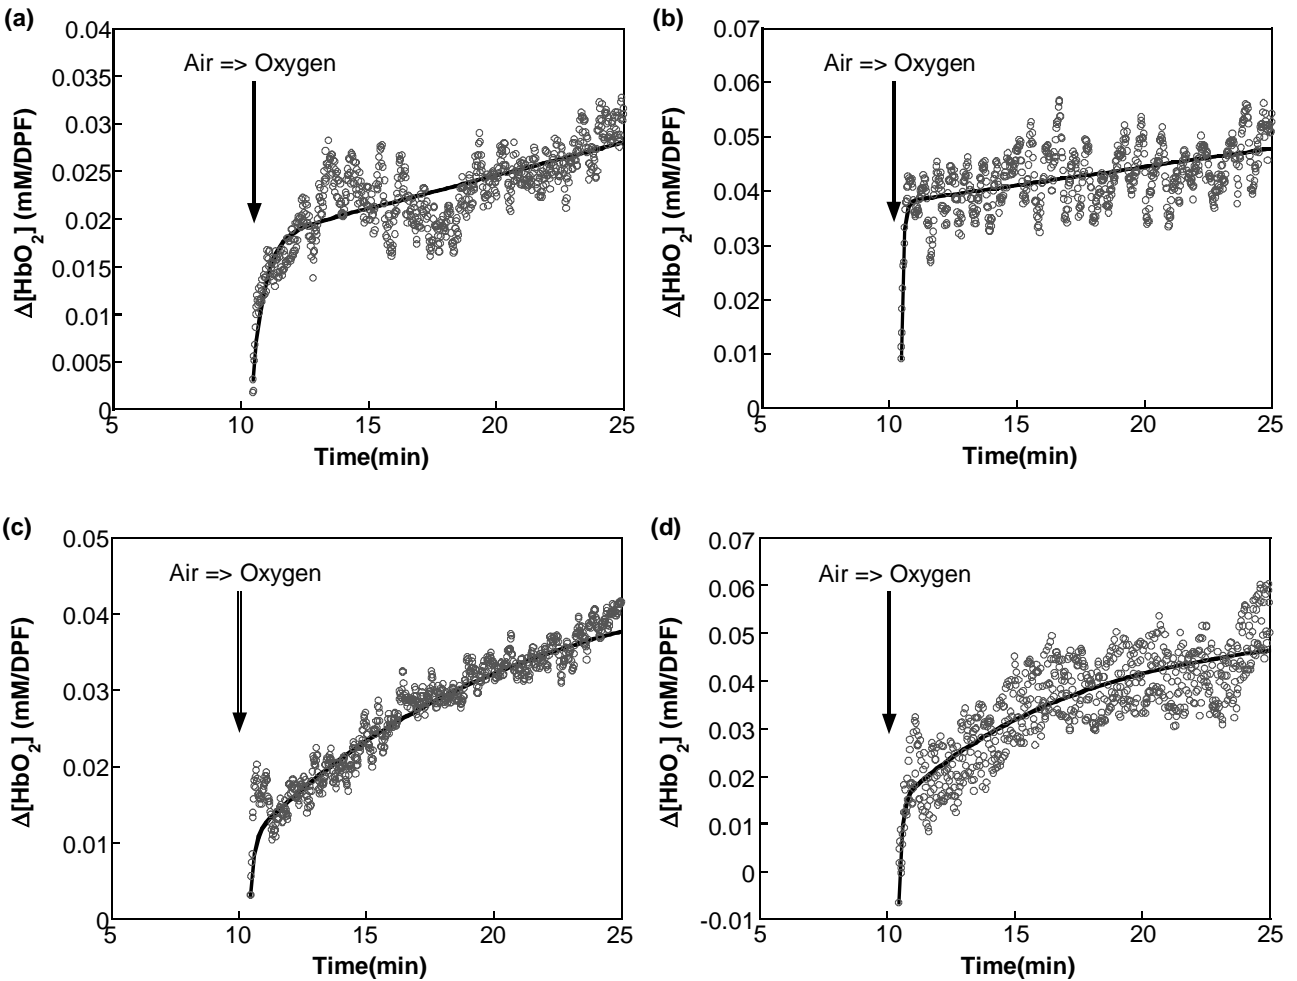 (a)
0.04
0.035
0.03
0.025
0.02
0.015
0.01
0.005
0
Δ[HbO2] (mM/DPF)
Air => Oxygen
5 10 15 20 25
Time(min)
(b)
0.07
0.06
0.05
0.04
0.03
0.02
0.01
0
Δ[HbO2] (mM/DPF)
Air => Oxygen
5 10 15 20 25
Time(min)
(c)
0.05
0.04
0.03
0.02
0.01
0
Δ[HbO2] (mM/DPF)
Air => Oxygen
5 10 15 20 25
Time(min)
(d)
0.07
0.06
0.05
0.04
0.03
0.02
0.01
0
-0.01
Δ[HbO2] (mM/DPF)
Air => Oxygen
5 10 15 20 25
Time(min)